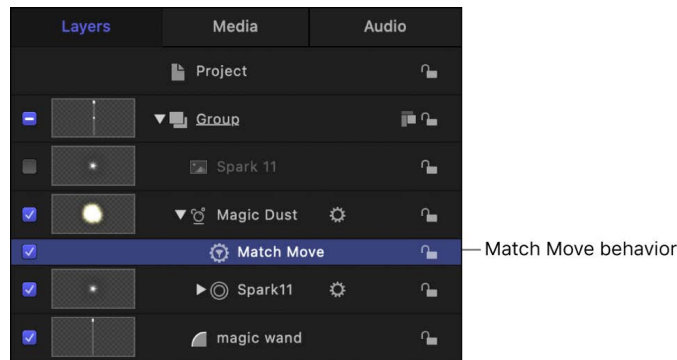 Layers Media Audio
Project
Group
Spark 11
Magic Dust
Match Move
Match Move behavior
Spark11
magic wand